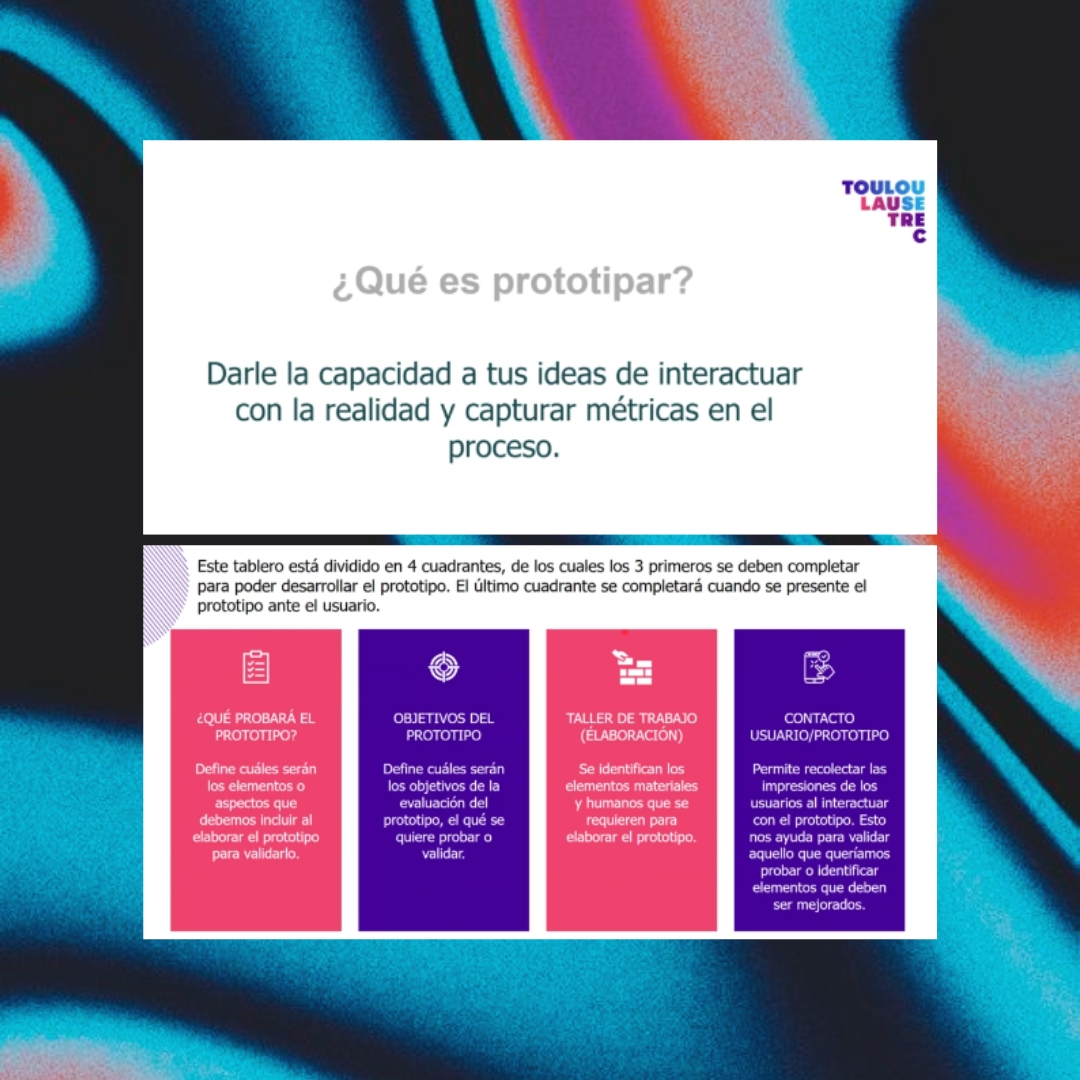 TOULOU
LAUSE
TRE
C
¿Qué es prototipar?
Darle la capacidad a tus ideas de interactuar
con la realidad y capturar métricas en el
proceso.
Este tablero está dividido en 4 cuadrantes, de los cuales los 3 primeros se deben completar
para poder desarrollar el prototipo. El último cuadrante se completará cuando se presente el
prototipo ante el usuario.
¿QUÉ PROBARÁ EL
PROTOTIPO?
Define cuáles serán
los elementos o
aspectos que
debemos incluir al
elaborar el prototipo
para validarlo.
OBJETIVOS DEL
PROTOTIPO
Define cuáles serán
los objetivos de la
evaluación del
prototipo, el qué se
quiere probar o
validar.
TALLER DE TRABAJO
(ÉLABORACIÓN)
Se identifican los
elementos materiales
y humanos que se
requieren para
elaborar el prototipo.
CONTACTO
USUARIO/PROTOTIPO
Permite recolectar las
impresiones de los
usuarios al interactuar
con el prototipo. Esto
nos ayuda para validar
aquello que queríamos
probar o identificar
elementos que deben
ser mejorados.